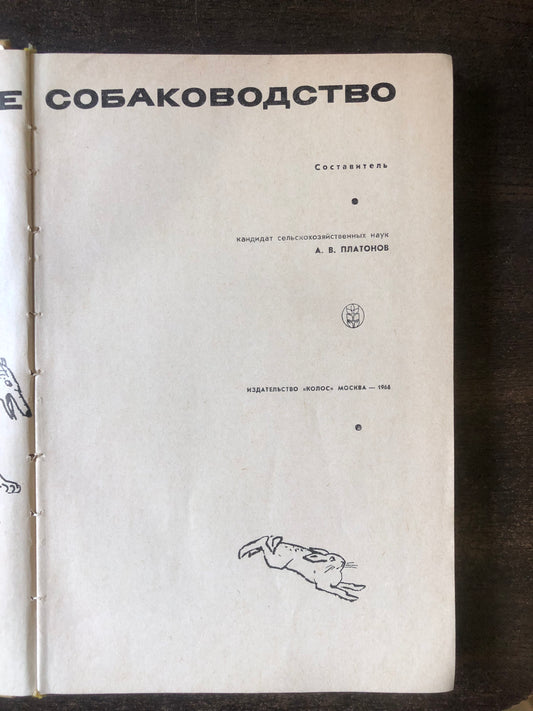 Е СОБАКОВОДСТВО
Составитель
кандидат сельскохозяйственных наук
А. В. ПЛАТОНОВ
ИЗДАТЕЛЬСТВО «КОЛОС» МОСКВА — 1968